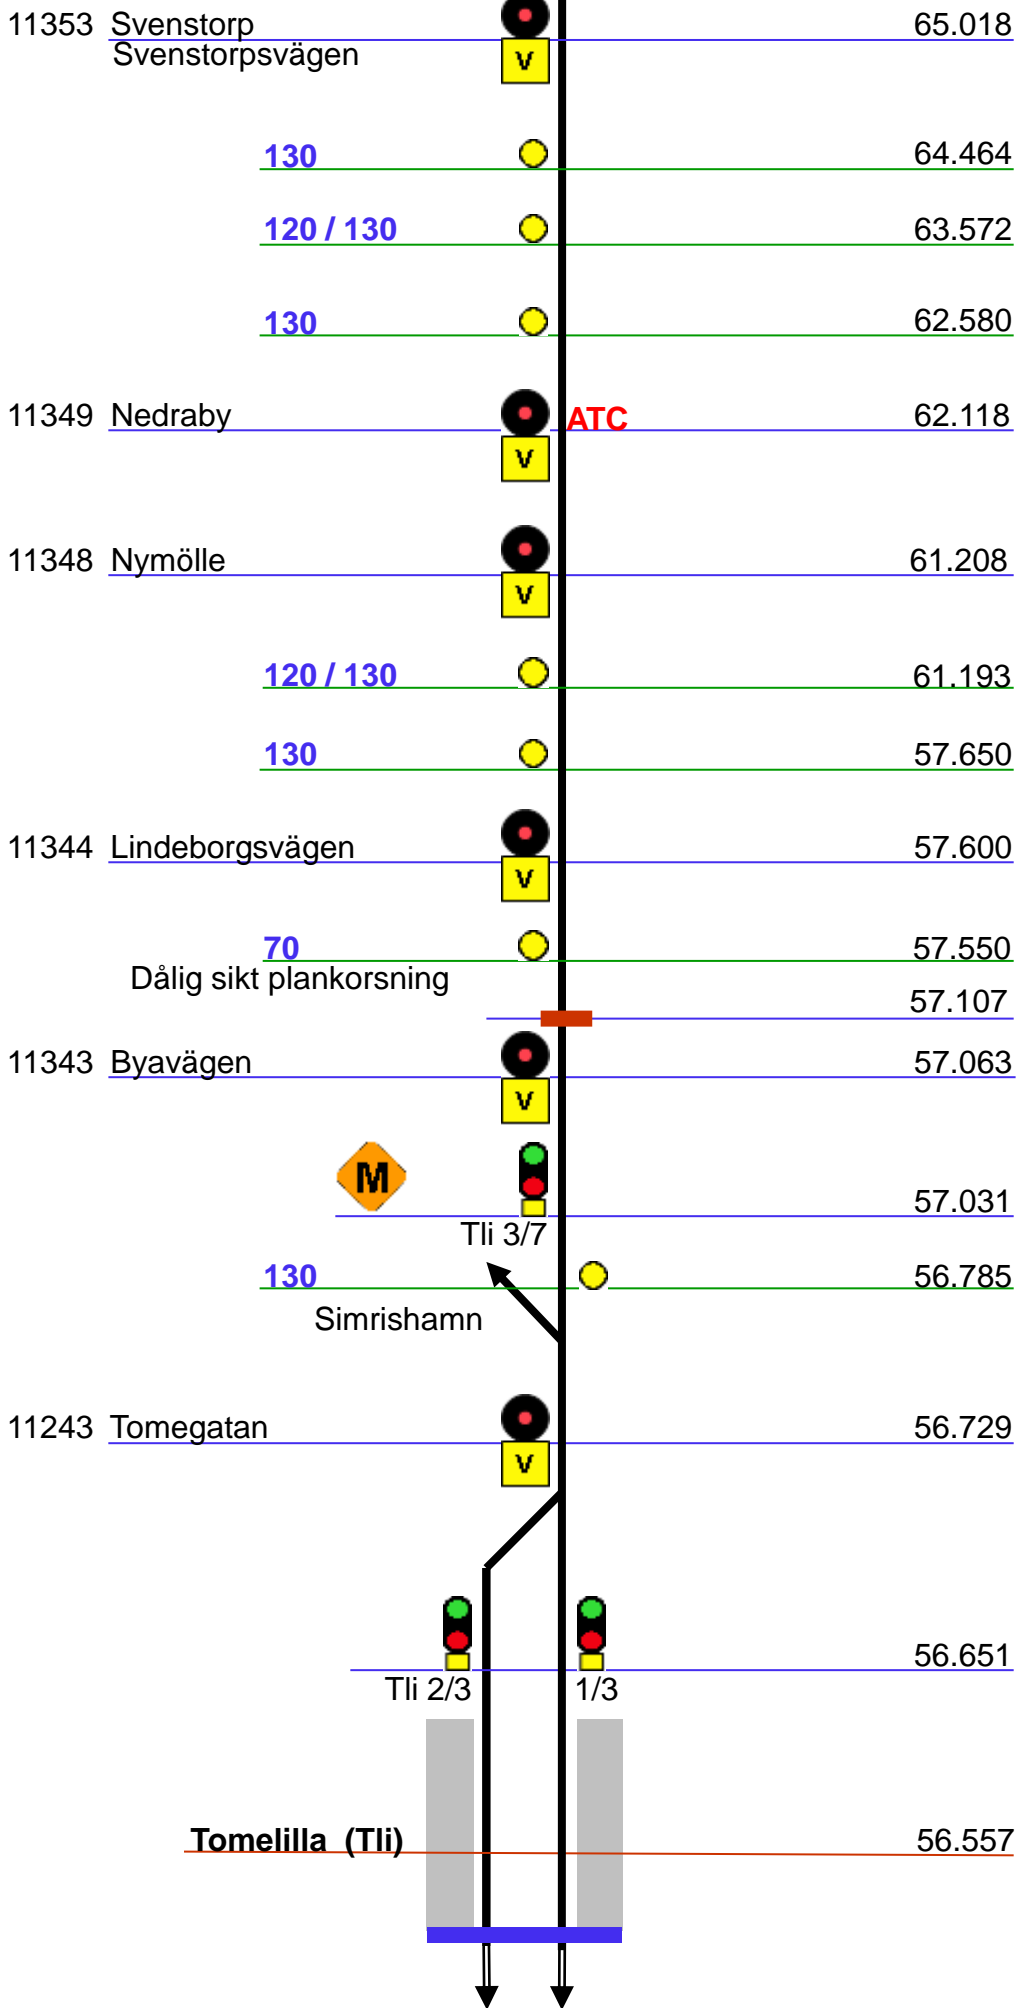 11353 Svenstorp 65.018
Svenstorpsvägen
V
130 64.464
120 / 130 63.572
130 62.580
11349 Nedraby ATC 62.118
V
11348 Nymölle 61.208
V
120 / 130 61.193
130 57.650
11344 Lindeborgsvägen 57.600
V
70 57.550
Dålig sikt plankorsning
57.107
11343 Byavägen 57.063
V
M 57.031
Tli 3/7
130 56.785
Simrishamn
11243 Tomegatan 56.729
V
56.651
Tli 2/3 1/3
Tomelilla (Tli) 56.557